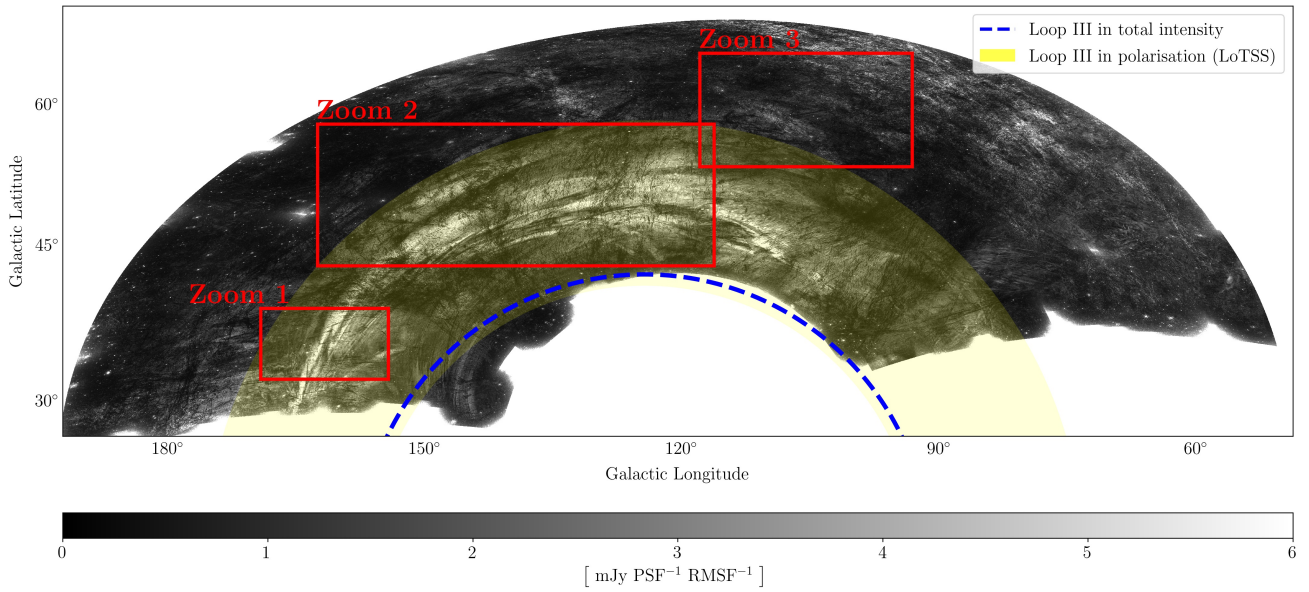 Loop III in total intensity
Loop III in polarisation (LoTSS)
Zoom 3
Zoom 2
Zoom 1
60°
45°
30°
Galactic Latitude
180° 150° 120° 90° 60°
Galactic Longitude
0 1 2 3 4 5 6
[ mJy PSF⁻¹ RMSF⁻¹ ]